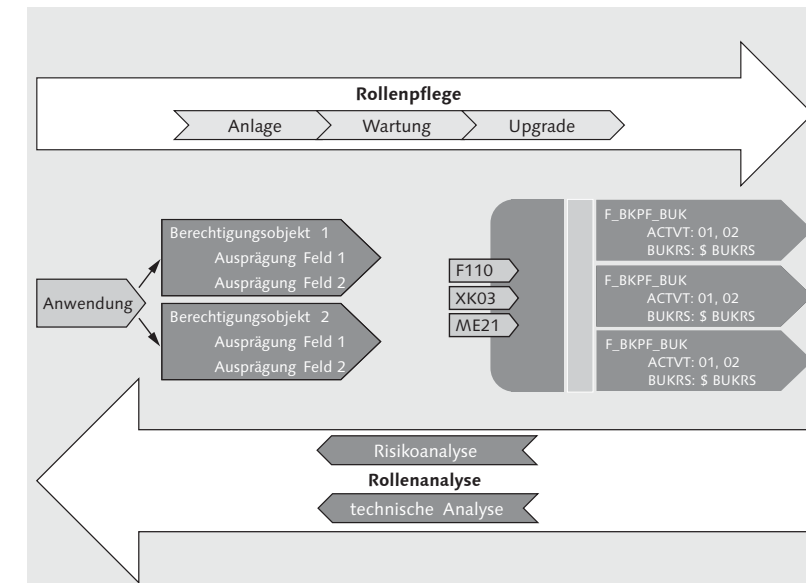 Rollenpflege
Anlage
Wartung
Upgrade
Anwendung
Berechtigungsobjekt 1
Ausprägung Feld 1
Ausprägung Feld 2
Berechtigungsobjekt 2
Ausprägung Feld 1
Ausprägung Feld 2
F110
XK03
ME21
F_BKPF_BUK
ACTVT: 01, 02
BUKRS: $ BUKRS
F_BKPF_BUK
ACTVT: 01, 02
BUKRS: $ BUKRS
F_BKPF_BUK
ACTVT: 01, 02
BUKRS: $ BUKRS
Risikoanalyse
Rollenanalyse
technische Analyse